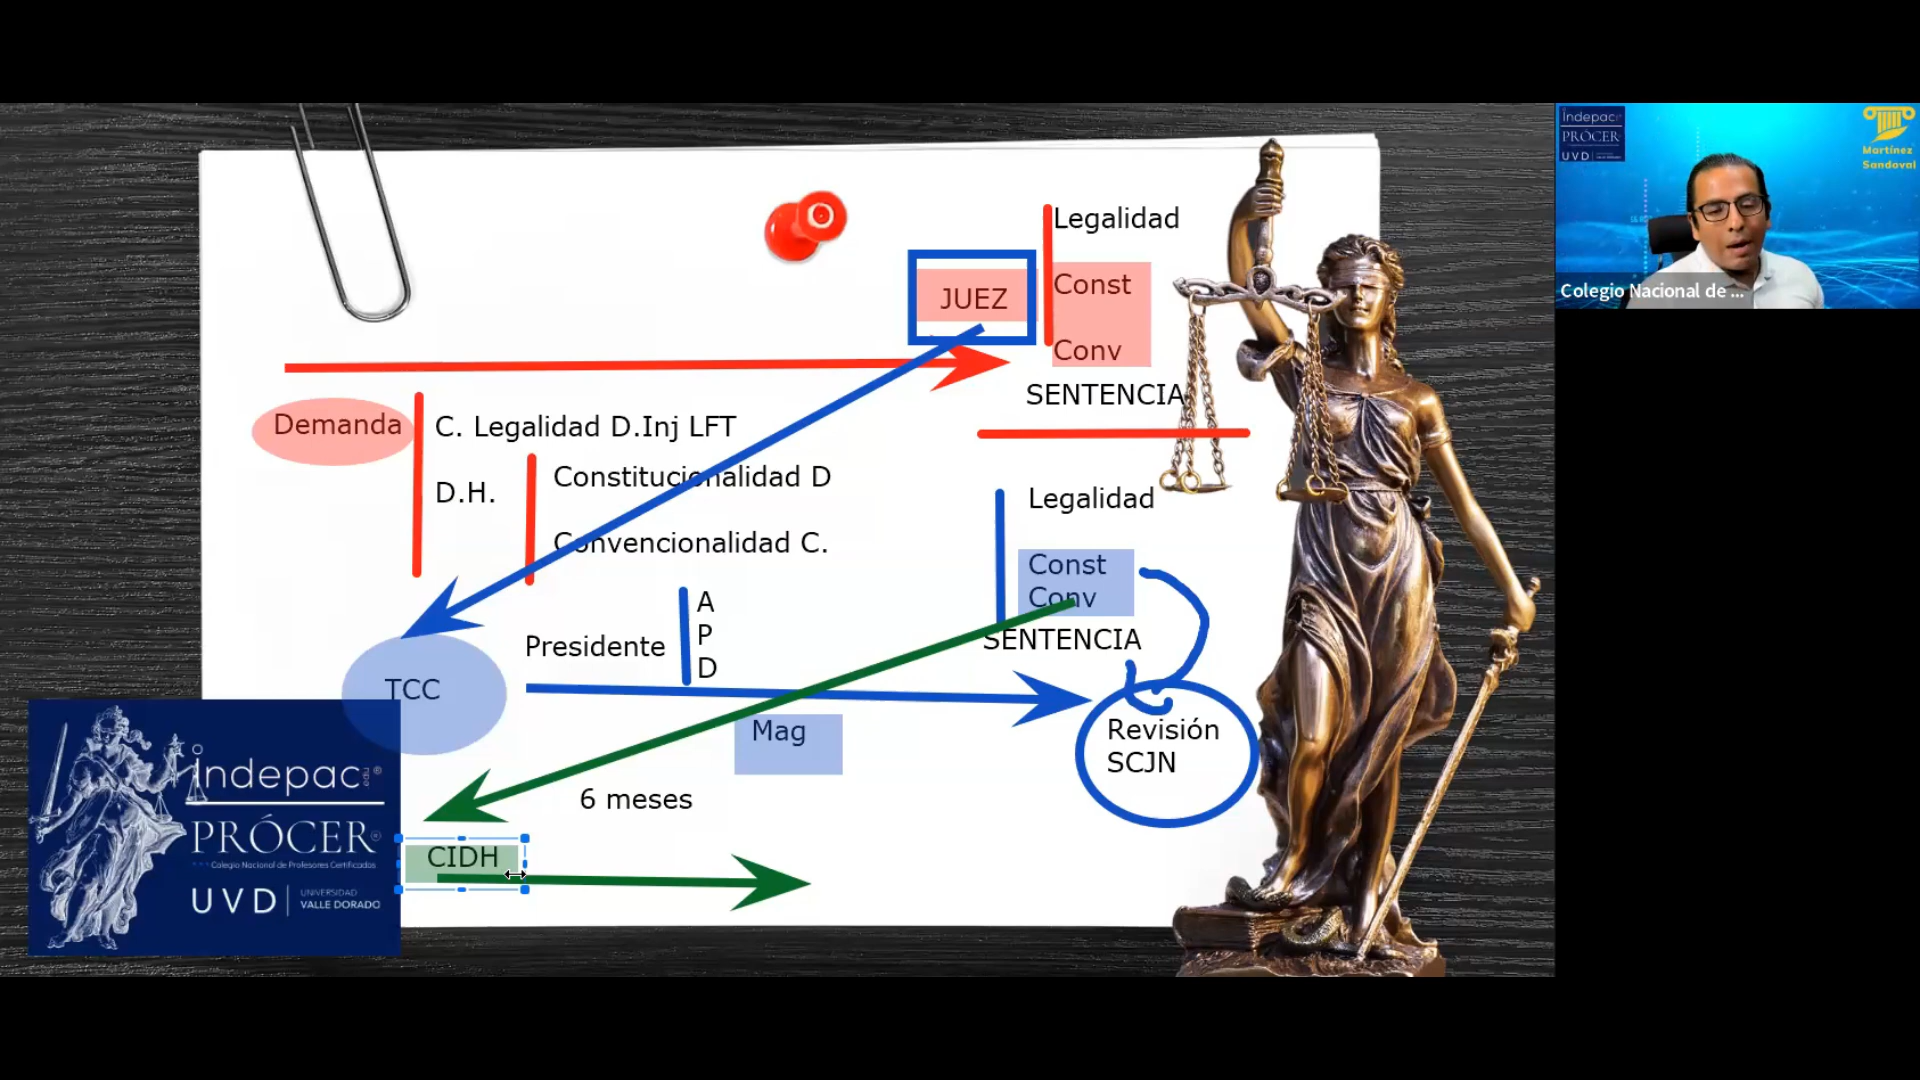 Legalidad
JUEZ
Const
Conv
SENTENCIA
Demanda
C. Legalidad D.Inj LFT
D.H.
Constitucionalidad D
Convencionalidad C.
Legalidad
Const
Conv
SENTENCIA
A
P
D
Presidente
TCC
Mag
Revisión
SCJN
6 meses
CIDH
indepac
PRÓCER
Colegio Nacional de Profesores Certificados
UVD
UNIVERSIDAD
VALLE DORADO
indepac
PRÓCER
UVD
Martínez
Sandoval
Colegio Nacional de ...